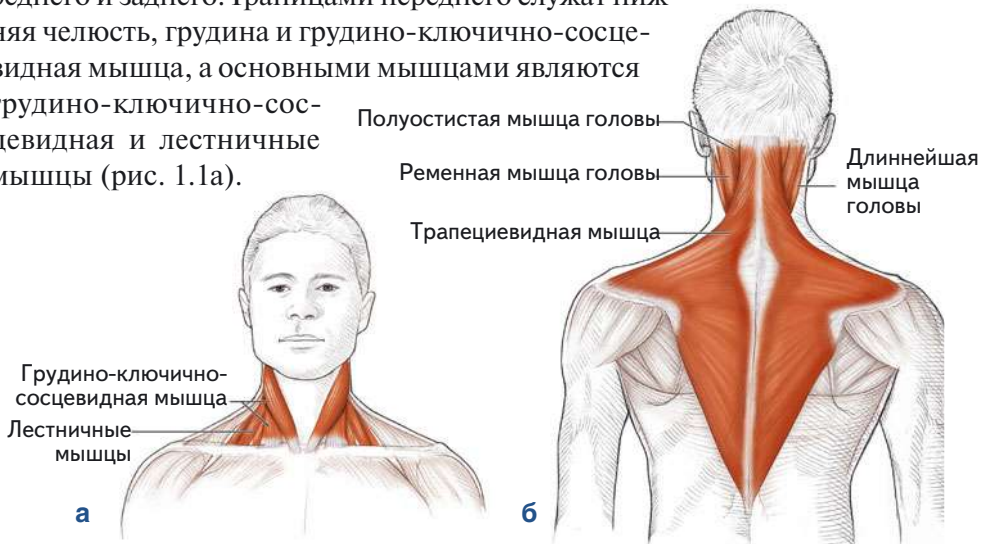 реднего и заднего. Границами переднего служат ниж-
няя челюсть, грудина и грудино-ключично-сосце-
видная мышца, а основными мышцами являются
грудино-ключично-сос-
цевидная и лестничные
мышцы (рис. 1.1а).
Полуостистая мышца головы
Ременная мышца головы
Трапециевидная мышца
Длиннейшая
мышца
головы
Грудино-ключично-
сосцевидная мышца
Лестничные
мышцы
а
б